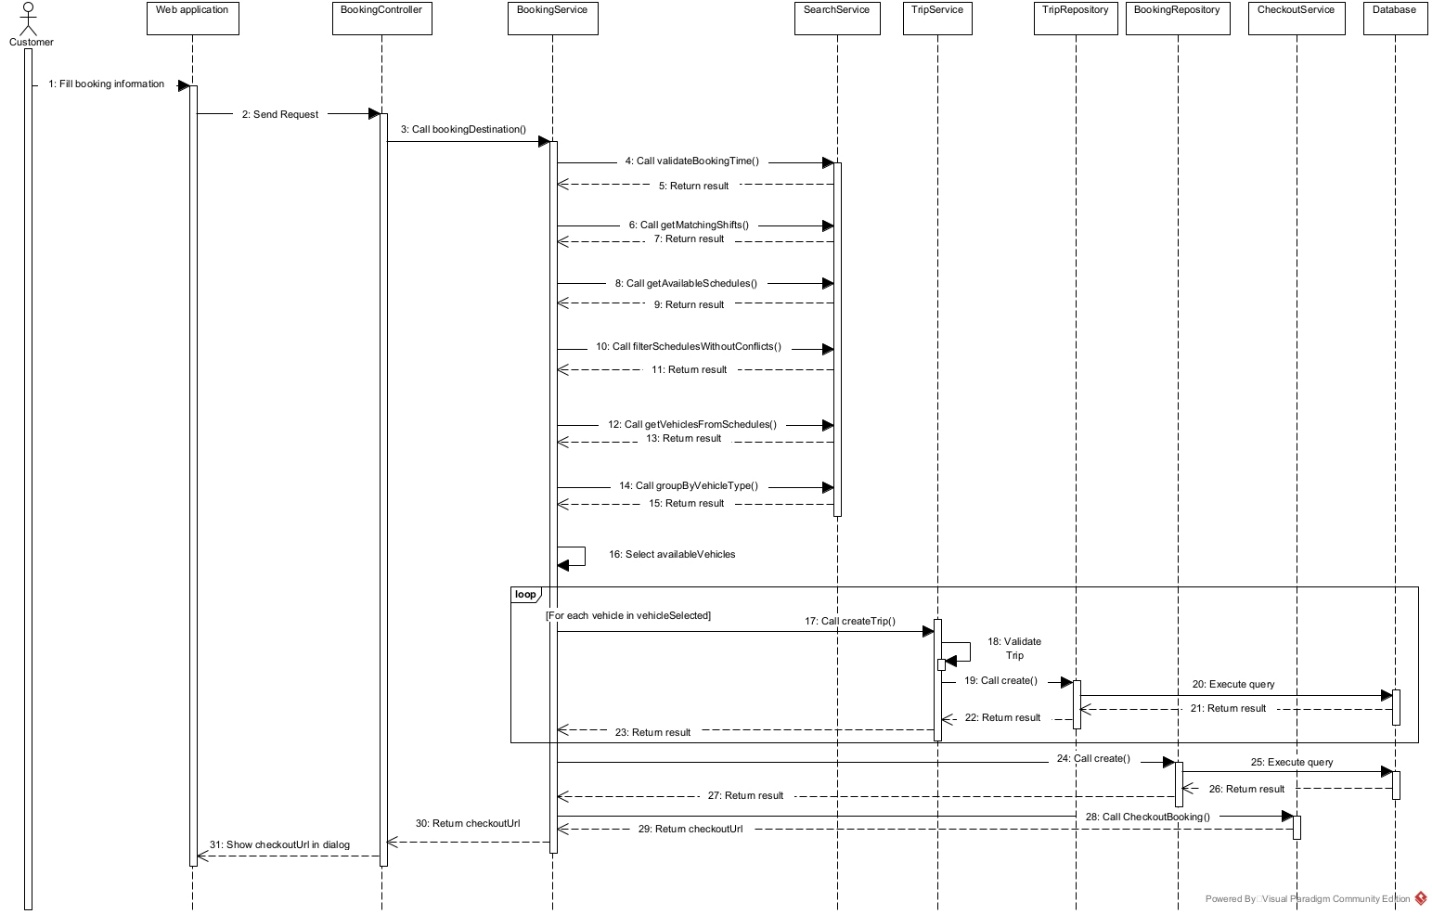 Web application
BookingController
BookingService
SearchService
TripService
TripRepository
BookingRepository
CheckoutService
Database
Customer
1: Fill booking information
2: Send Request
3: Call bookingDestination()
4: Call validateBookingTime()
5: Return result
6: Call getMatchingShifts()
7: Return result
8: Call getAvailableSchedules()
9: Return result
10: Call filterSchedulesWithoutConflicts()
11: Return result
12: Call getVehiclesFromSchedules()
13: Return result
14: Call groupByVehicleType()
15: Return result
16: Select availableVehicles
loop
[For each vehicle in vehicleSelected]
17: Call createTrip()
18: Validate
Trip
19: Call create()
20: Execute query
21: Return result
22: Return result
23: Return result
24: Call create()
25: Execute query
26: Return result
27: Return result
28: Call CheckoutBooking()
29: Return checkoutUrl
30: Return checkoutUrl
31: Show checkoutUrl in dialog
Powered By: Visual Paradigm Community Edition